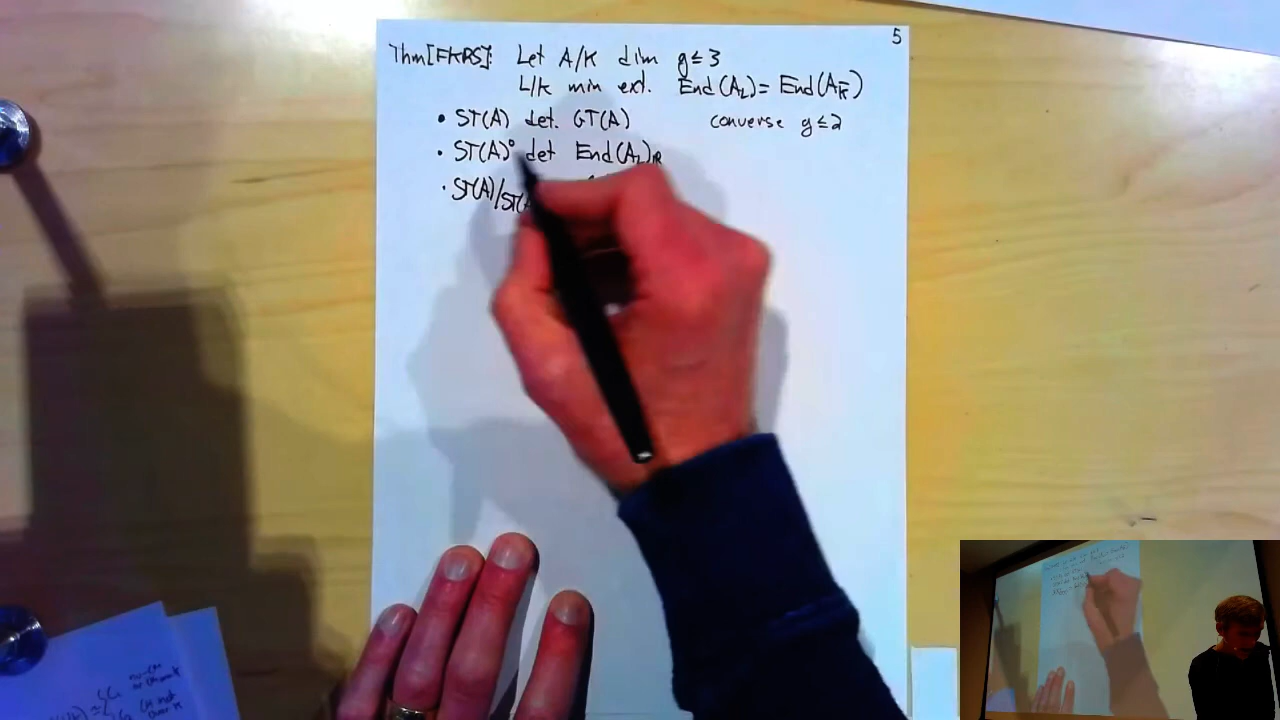 5
Thm[FKRS]: Let A/K dim g≤3
L/K min ext. End(A_L) = End(A_K̄)
• ST(A) det. GT(A) converse g≤2
• ST(A)° det End(A_L)_ℝ
• ST(A)/ST(